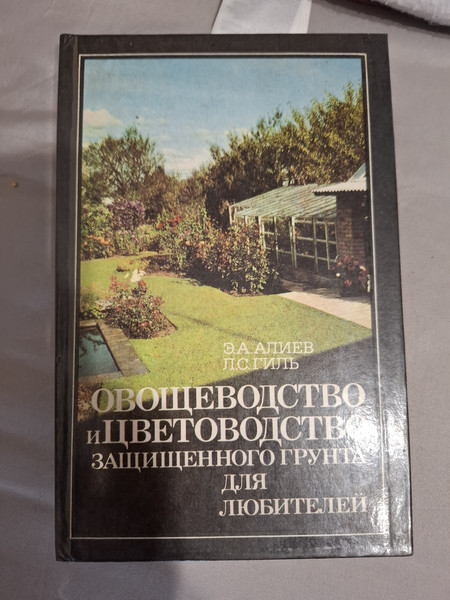 Э.А.АЛИЕВ
Л.С.ГИЛЬ
ОВОЩЕВОДСТВО
и ЦВЕТОВОДСТВО
ЗАЩИЩЕННОГО ГРУНТА
ДЛЯ
ЛЮБИТЕЛЕЙ